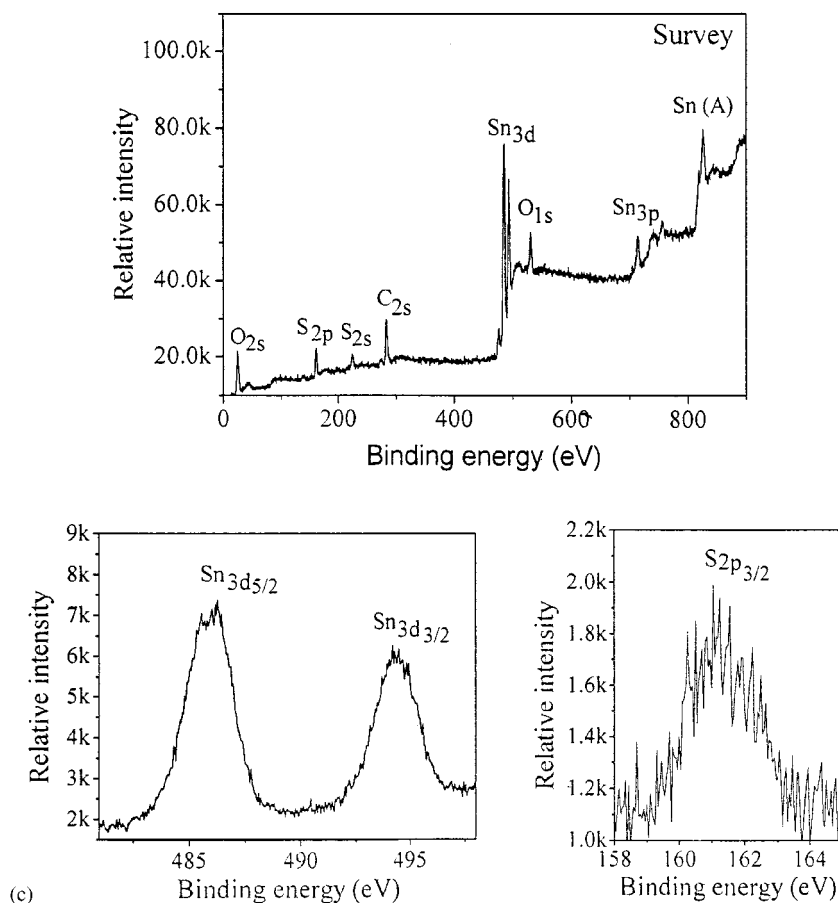 Survey
100.0k
80.0k
60.0k
40.0k
20.0k
Relative intensity
O2s
S2p
S2s
C2s
Sn3d
O1s
Sn3p
Sn (A)
0 200 400 600 800
Binding energy (eV)
9k
8k
7k
6k
5k
4k
3k
2k
Relative intensity
Sn3d5/2
Sn3d3/2
485 490 495
Binding energy (eV)
2.2k
2.0k
1.8k
1.6k
1.4k
1.2k
1.0k
Relative intensity
S2p3/2
158 160 162 164
Binding energy (eV)
(c)